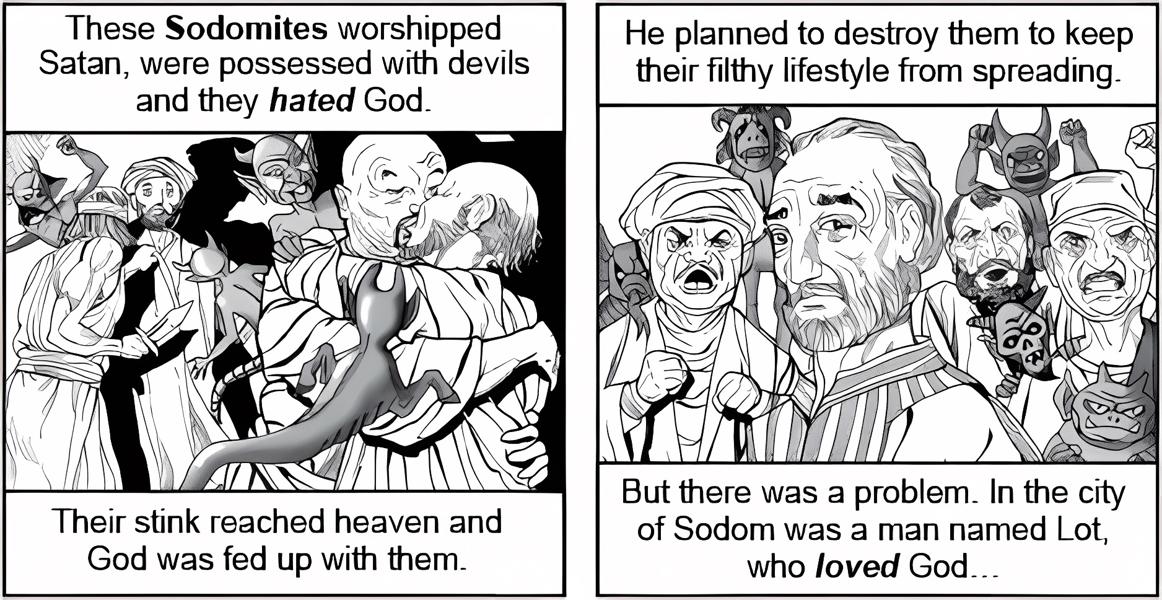 These Sodomites worshipped
Satan, were possessed with devils
and they hated God.
Their stink reached heaven and
God was fed up with them.
He planned to destroy them to keep
their filthy lifestyle from spreading.
But there was a problem. In the city
of Sodom was a man named Lot,
who loved God...